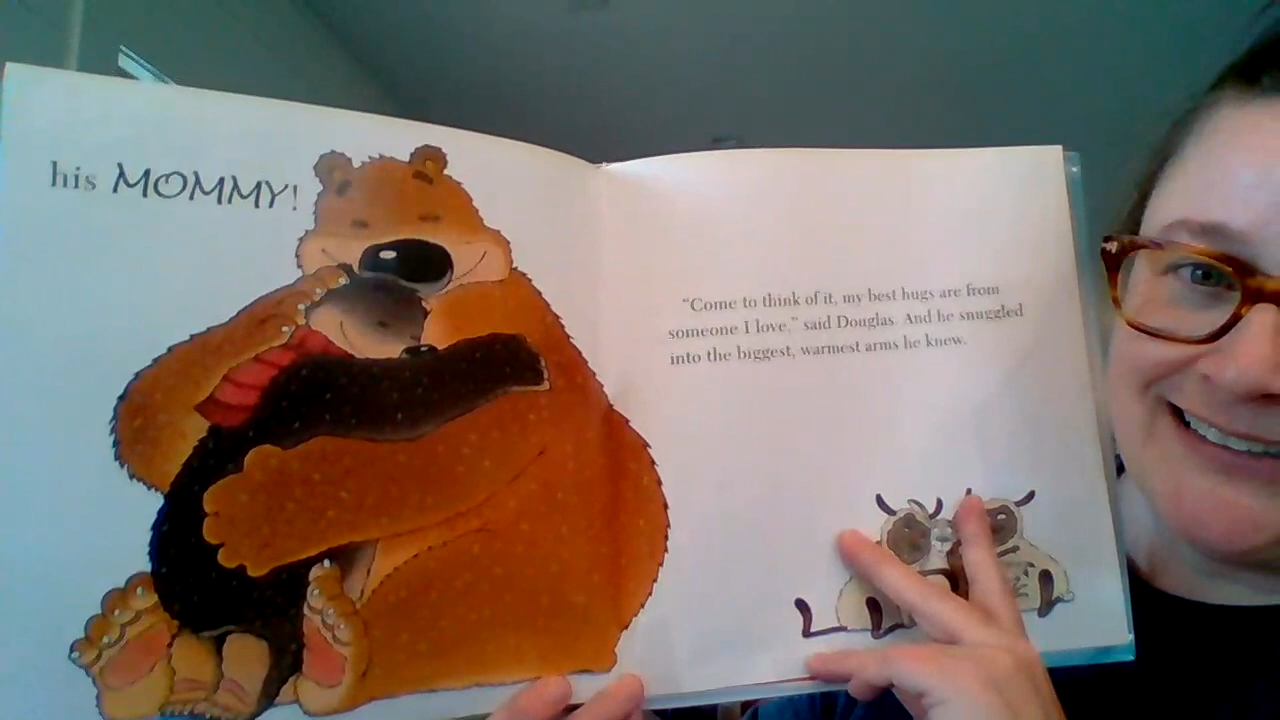 his MOMMY!
"Come to think of it, my best hugs are from
someone I love," said Douglas. And he snuggled
into the biggest, warmest arms he knew.